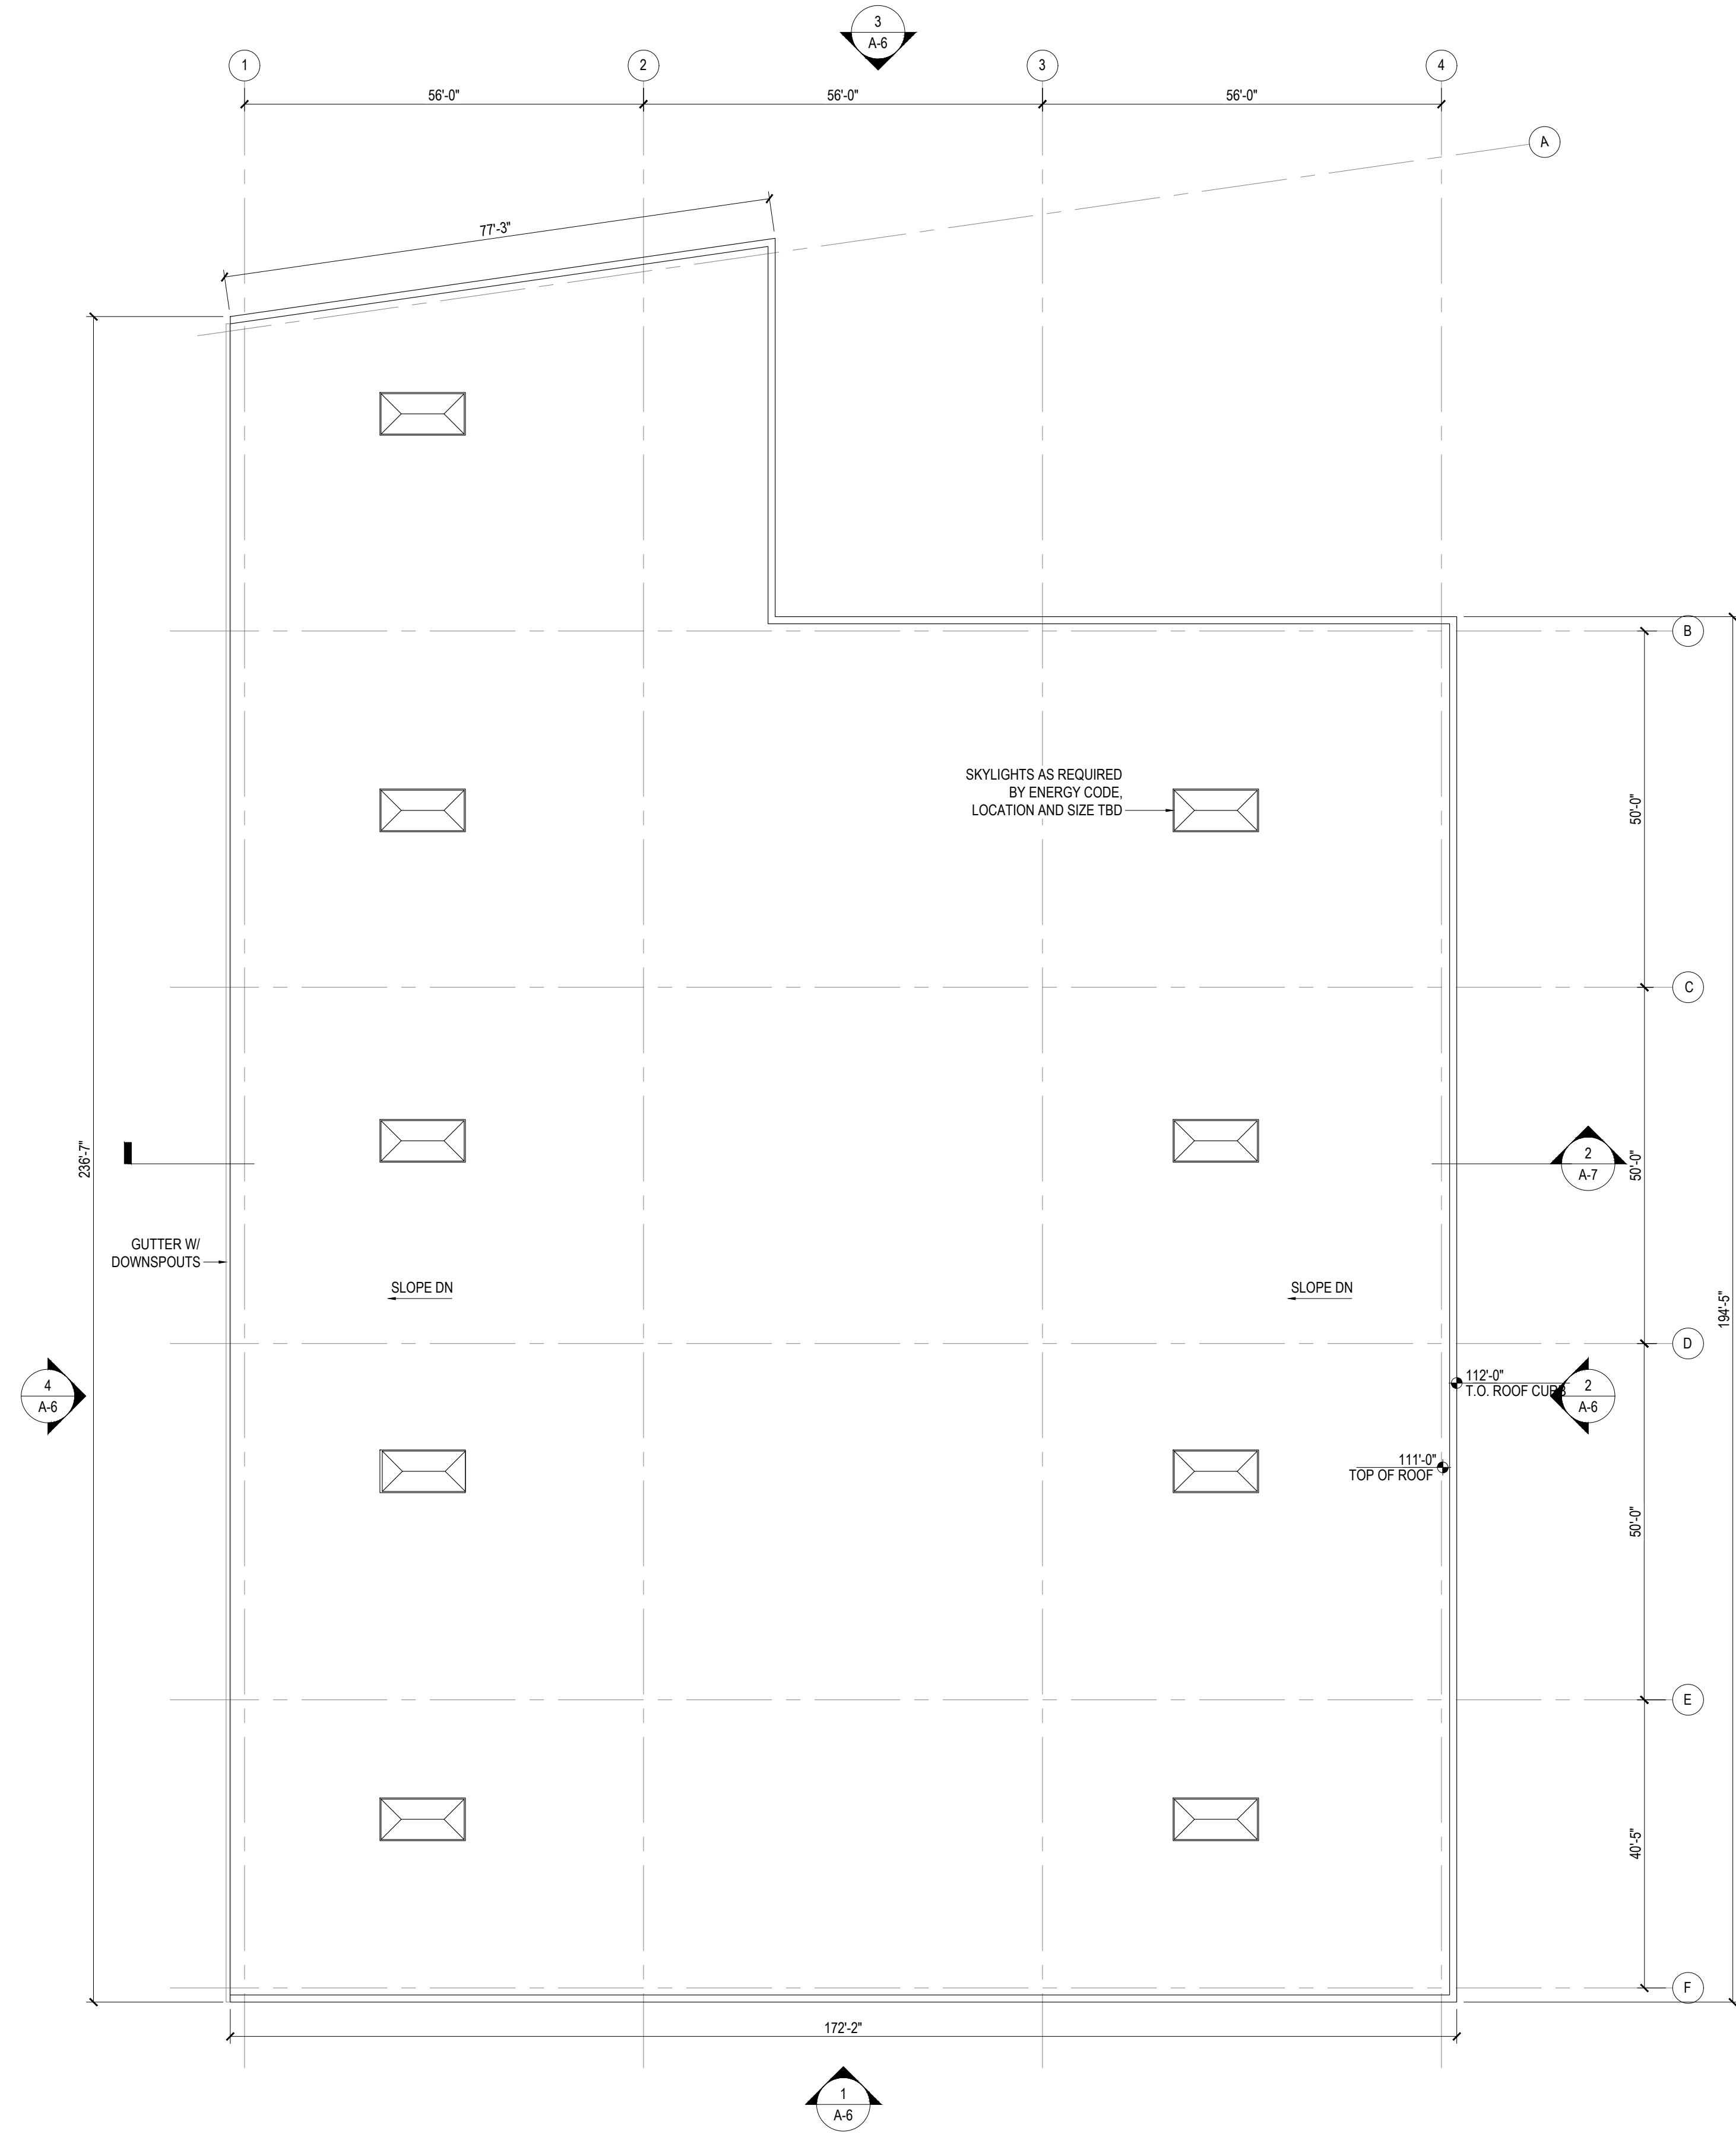 3
A-6
1
2
3
4
56'-0"
56'-0"
56'-0"
A
77'-3"
B
SKYLIGHTS AS REQUIRED
BY ENERGY CODE,
LOCATION AND SIZE TBD
50'-0"
C
236'-7"
2
A-7
50'-0"
GUTTER W/
DOWNSPOUTS
SLOPE DN
SLOPE DN
194'-5"
D
4
A-6
112'-0"
T.O. ROOF CURB
2
A-6
111'-0"
TOP OF ROOF
50'-0"
E
40'-5"
F
172'-2"
1
A-6